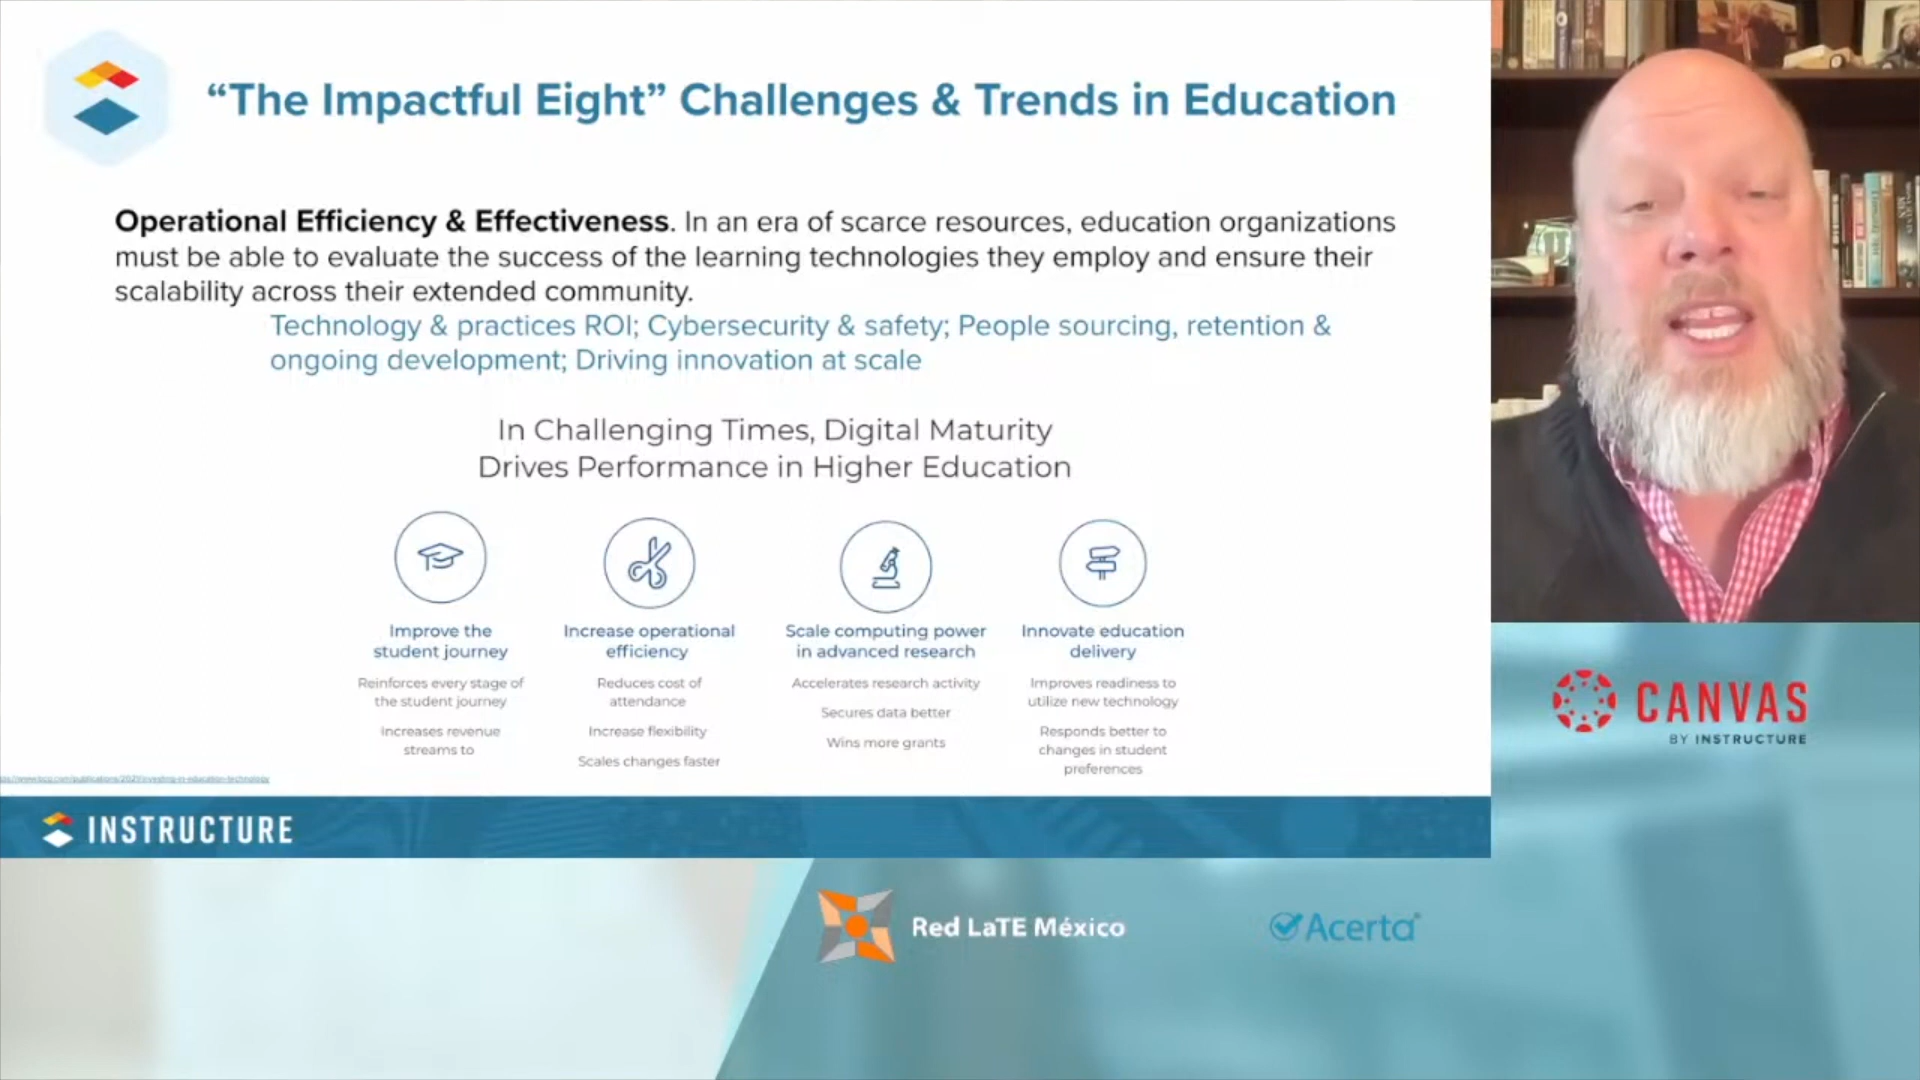 “The Impactful Eight” Challenges & Trends in Education
Operational Efficiency & Effectiveness. In an era of scarce resources, education organizations
must be able to evaluate the success of the learning technologies they employ and ensure their
scalability across their extended community.
Technology & practices ROI; Cybersecurity & safety; People sourcing, retention &
ongoing development; Driving innovation at scale
In Challenging Times, Digital Maturity
Drives Performance in Higher Education
Improve the
student journey
Reinforces every stage of
the student journey
Increases revenue
streams to
Increase operational
efficiency
Reduces cost of
attendance
Increase flexibility
Scales changes faster
Scale computing power
in advanced research
Accelerates research activity
Secures data better
Wins more grants
Innovate education
delivery
Improves readiness to
utilize new technology
Responds better to
changes in student
preferences
INSTRUCTURE
CANVAS
BY INSTRUCTURE
Red LaTE México
Acerta®